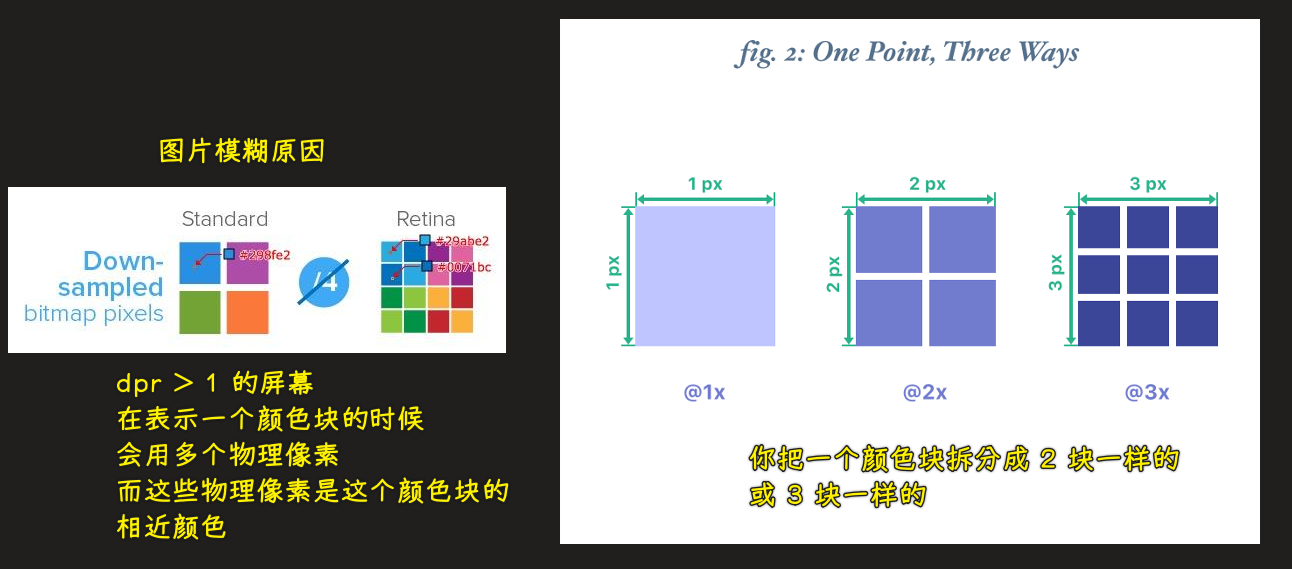 图片模糊原因
Standard
Retina
#29abe2
#298fe2
#0071bc
Down-
sampled
bitmap pixels
/4
dpr > 1 的屏幕
在表示一个颜色块的时候
会用多个物理像素
而这些物理像素是这个颜色块的
相近颜色
fig. 2: One Point, Three Ways
1 px
2 px
3 px
1 px
2 px
3 px
@1x
@2x
@3x
你把一个颜色块拆分成 2 块一样的
或 3 块一样的